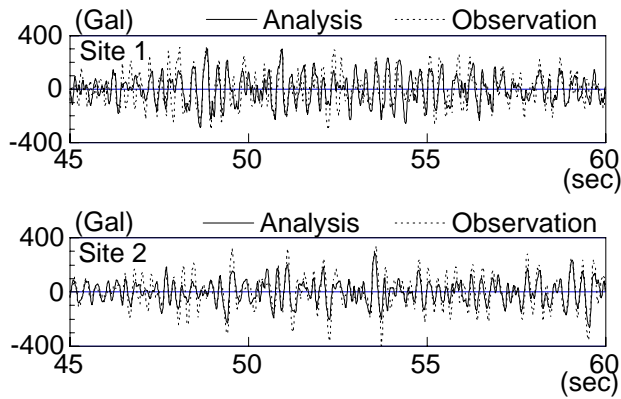 (Gal) Analysis Observation
400
Site 1
0
-400
45 50 55 60
(sec)
(Gal) Analysis Observation
400
Site 2
0
-400
45 50 55 60
(sec)